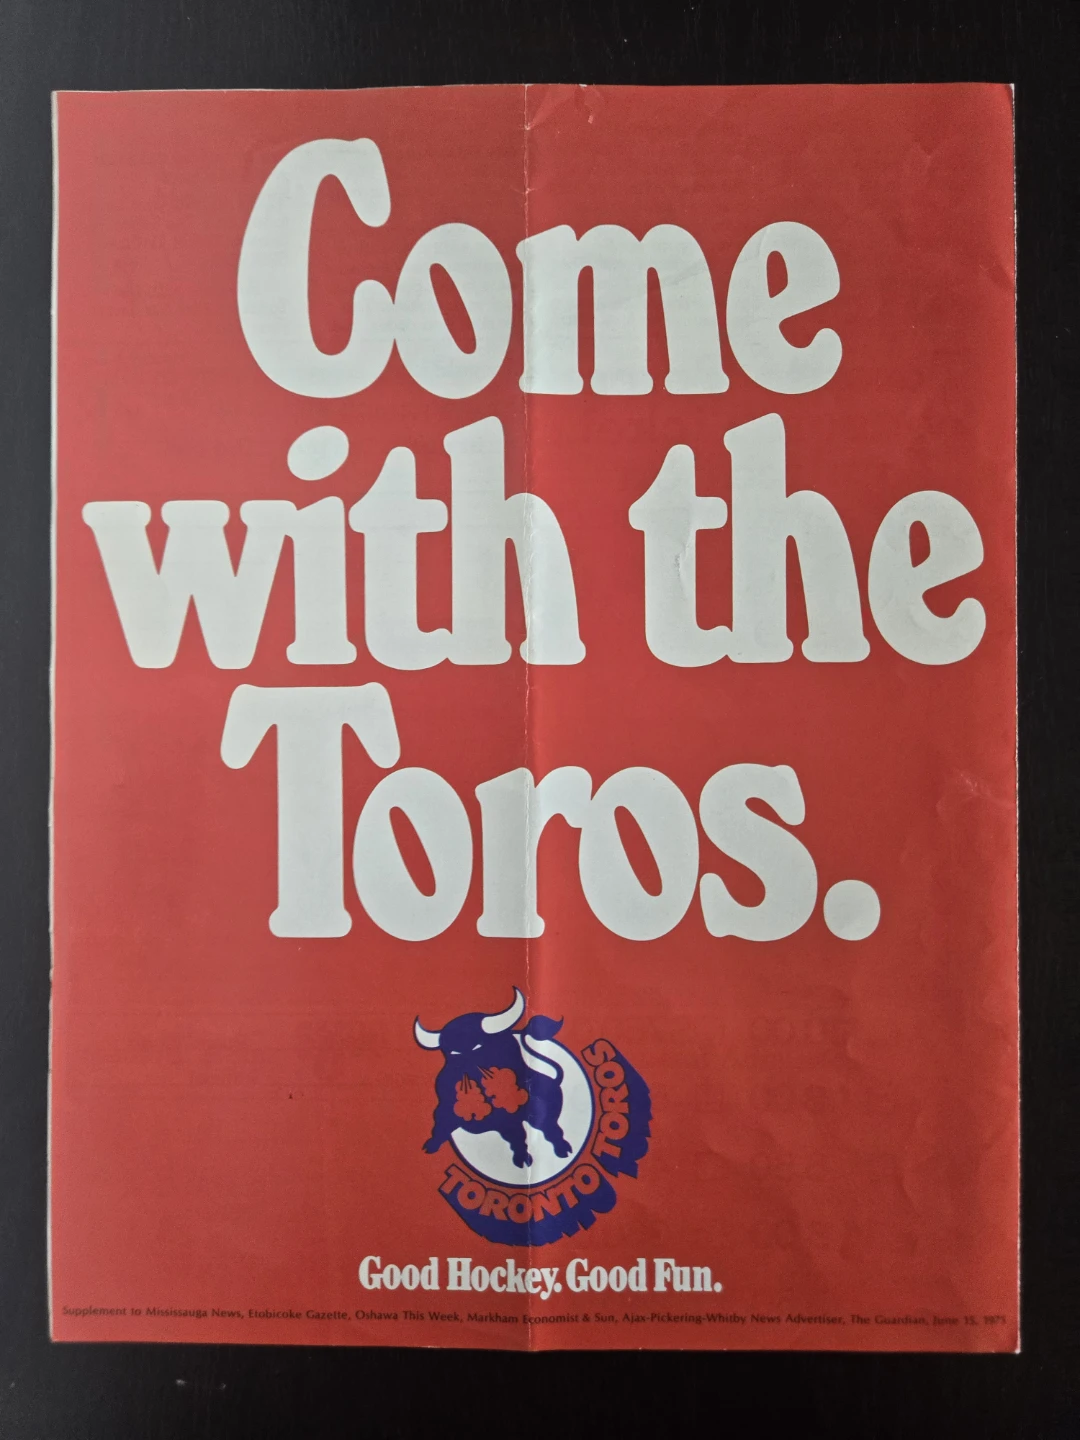 Come
with the
Toros.
TORONTO TOROS
Good Hockey. Good Fun.
Supplement to Mississauga News, Etobicoke Gazette, Oshawa This Week, Markham Economist & Sun, Ajax-Pickering-Whitby News Advertiser, The Guardian, June 15, 1975